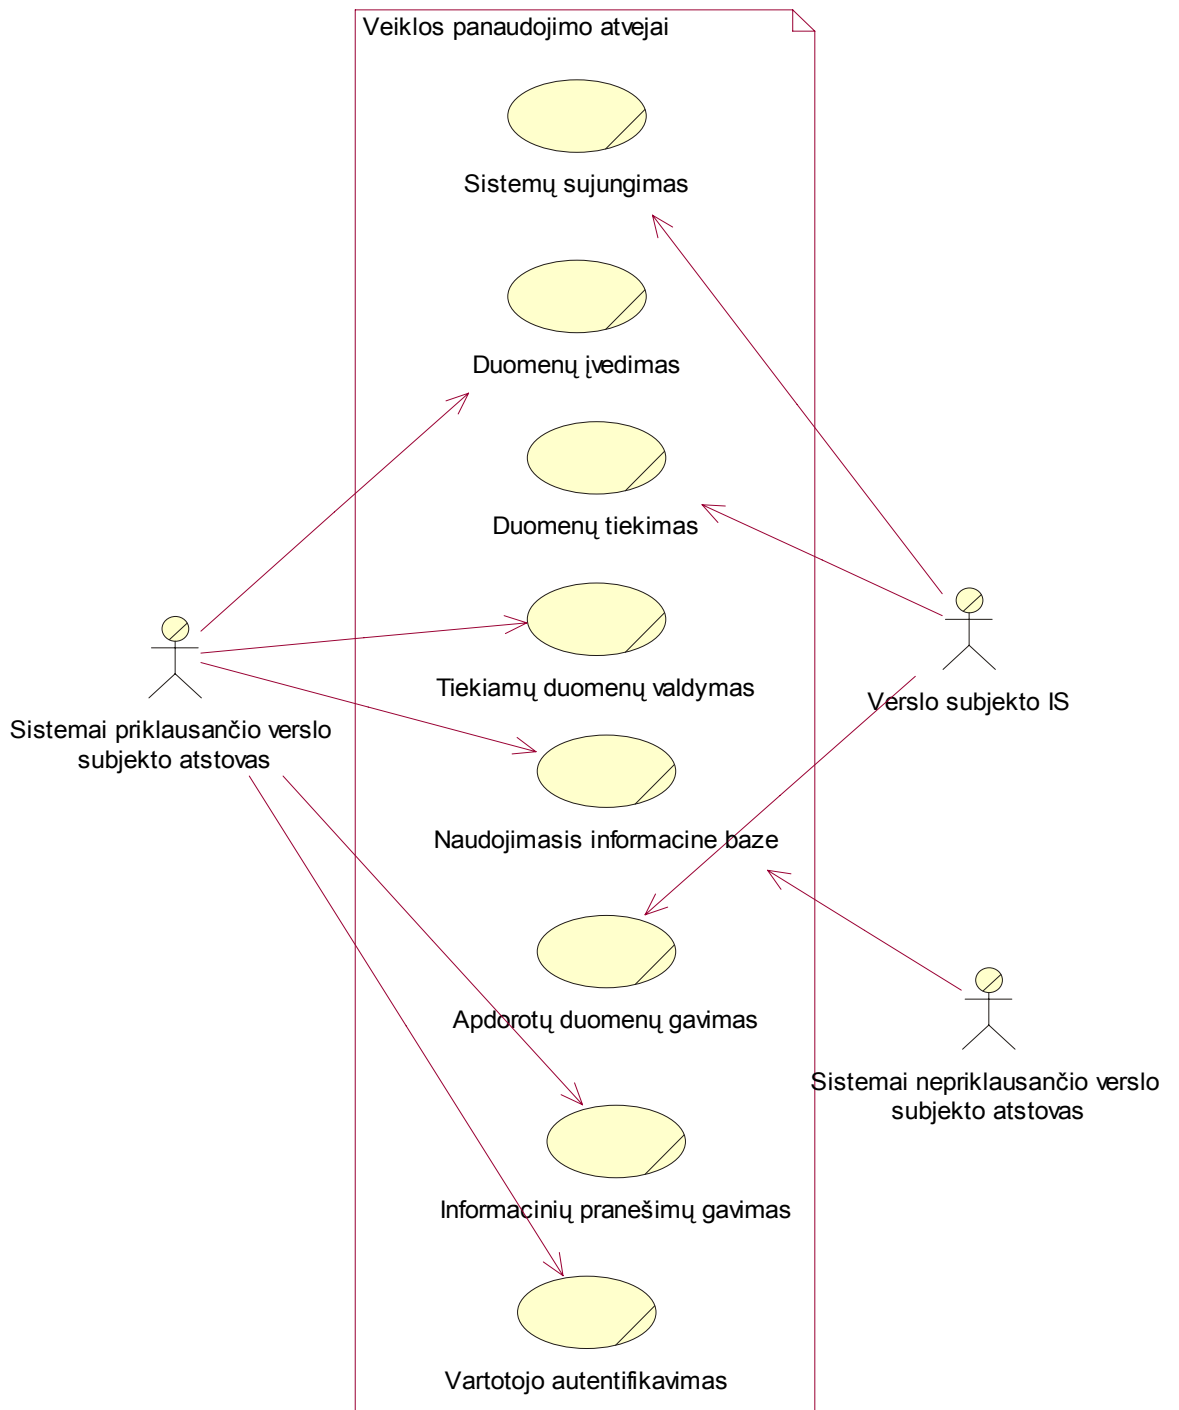 Veiklos panaudojimo atvejai
Sistemų sujungimas
Duomenų įvedimas
Duomenų tiekimas
Tiekiamų duomenų valdymas
Verslo subjekto IS
Sistemai priklausančio verslo
subjekto atstovas
Naudojimasis informacine baze
Apdorotų duomenų gavimas
Sistemai nepriklausančio verslo
subjekto atstovas
Informacinių pranešimų gavimas
Vartotojo autentifikavimas